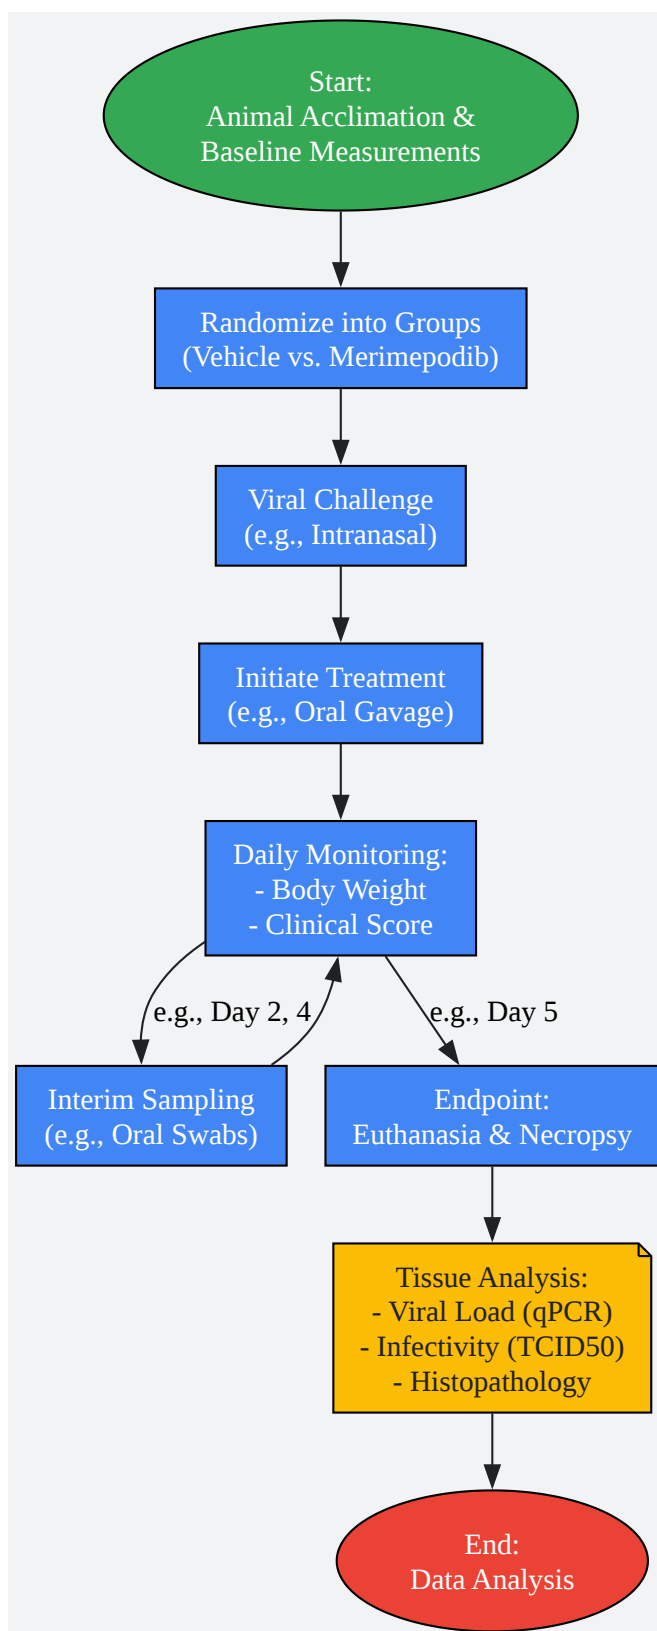 Start:
Animal Acclimation &
Baseline Measurements
Randomize into Groups
(Vehicle vs. Merimepodib)
Viral Challenge
(e.g., Intranasal)
Initiate Treatment
(e.g., Oral Gavage)
Daily Monitoring:
- Body Weight
- Clinical Score
e.g., Day 2, 4
e.g., Day 5
Interim Sampling
(e.g., Oral Swabs)
Endpoint:
Euthanasia & Necropsy
Tissue Analysis:
- Viral Load (qPCR)
- Infectivity (TCID50)
- Histopathology
End:
Data Analysis